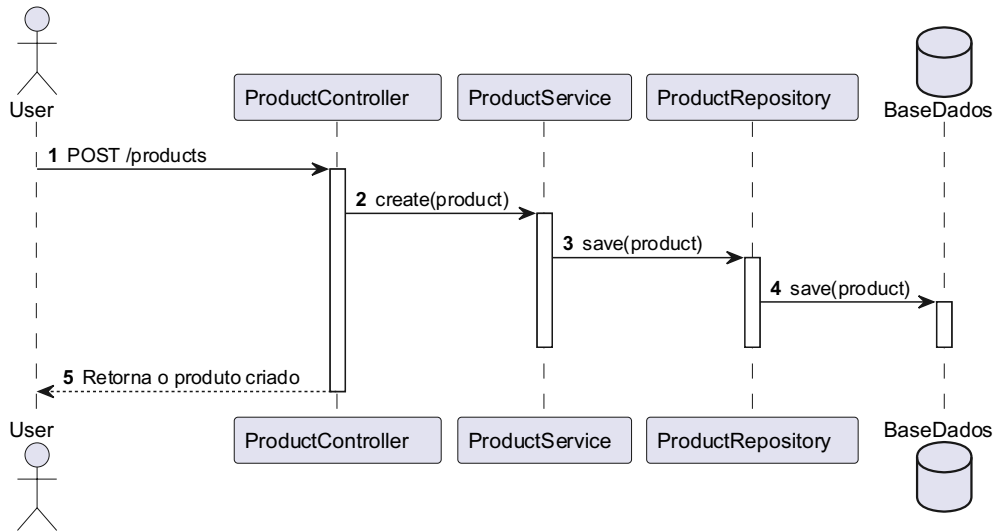 User
ProductController
ProductService
ProductRepository
BaseDados
1 POST /products
2 create(product)
3 save(product)
4 save(product)
5 Retorna o produto criado
User
ProductController
ProductService
ProductRepository
BaseDados